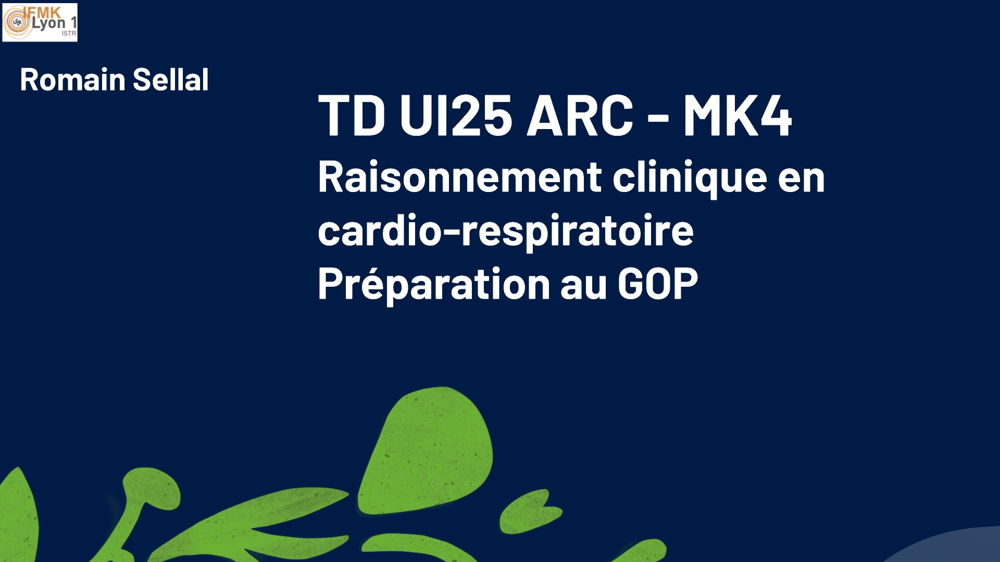 IFMK
Lyon 1
ISTR
Romain Sellal
TD UI25 ARC - MK4
Raisonnement clinique en
cardio-respiratoire
Préparation au GOP